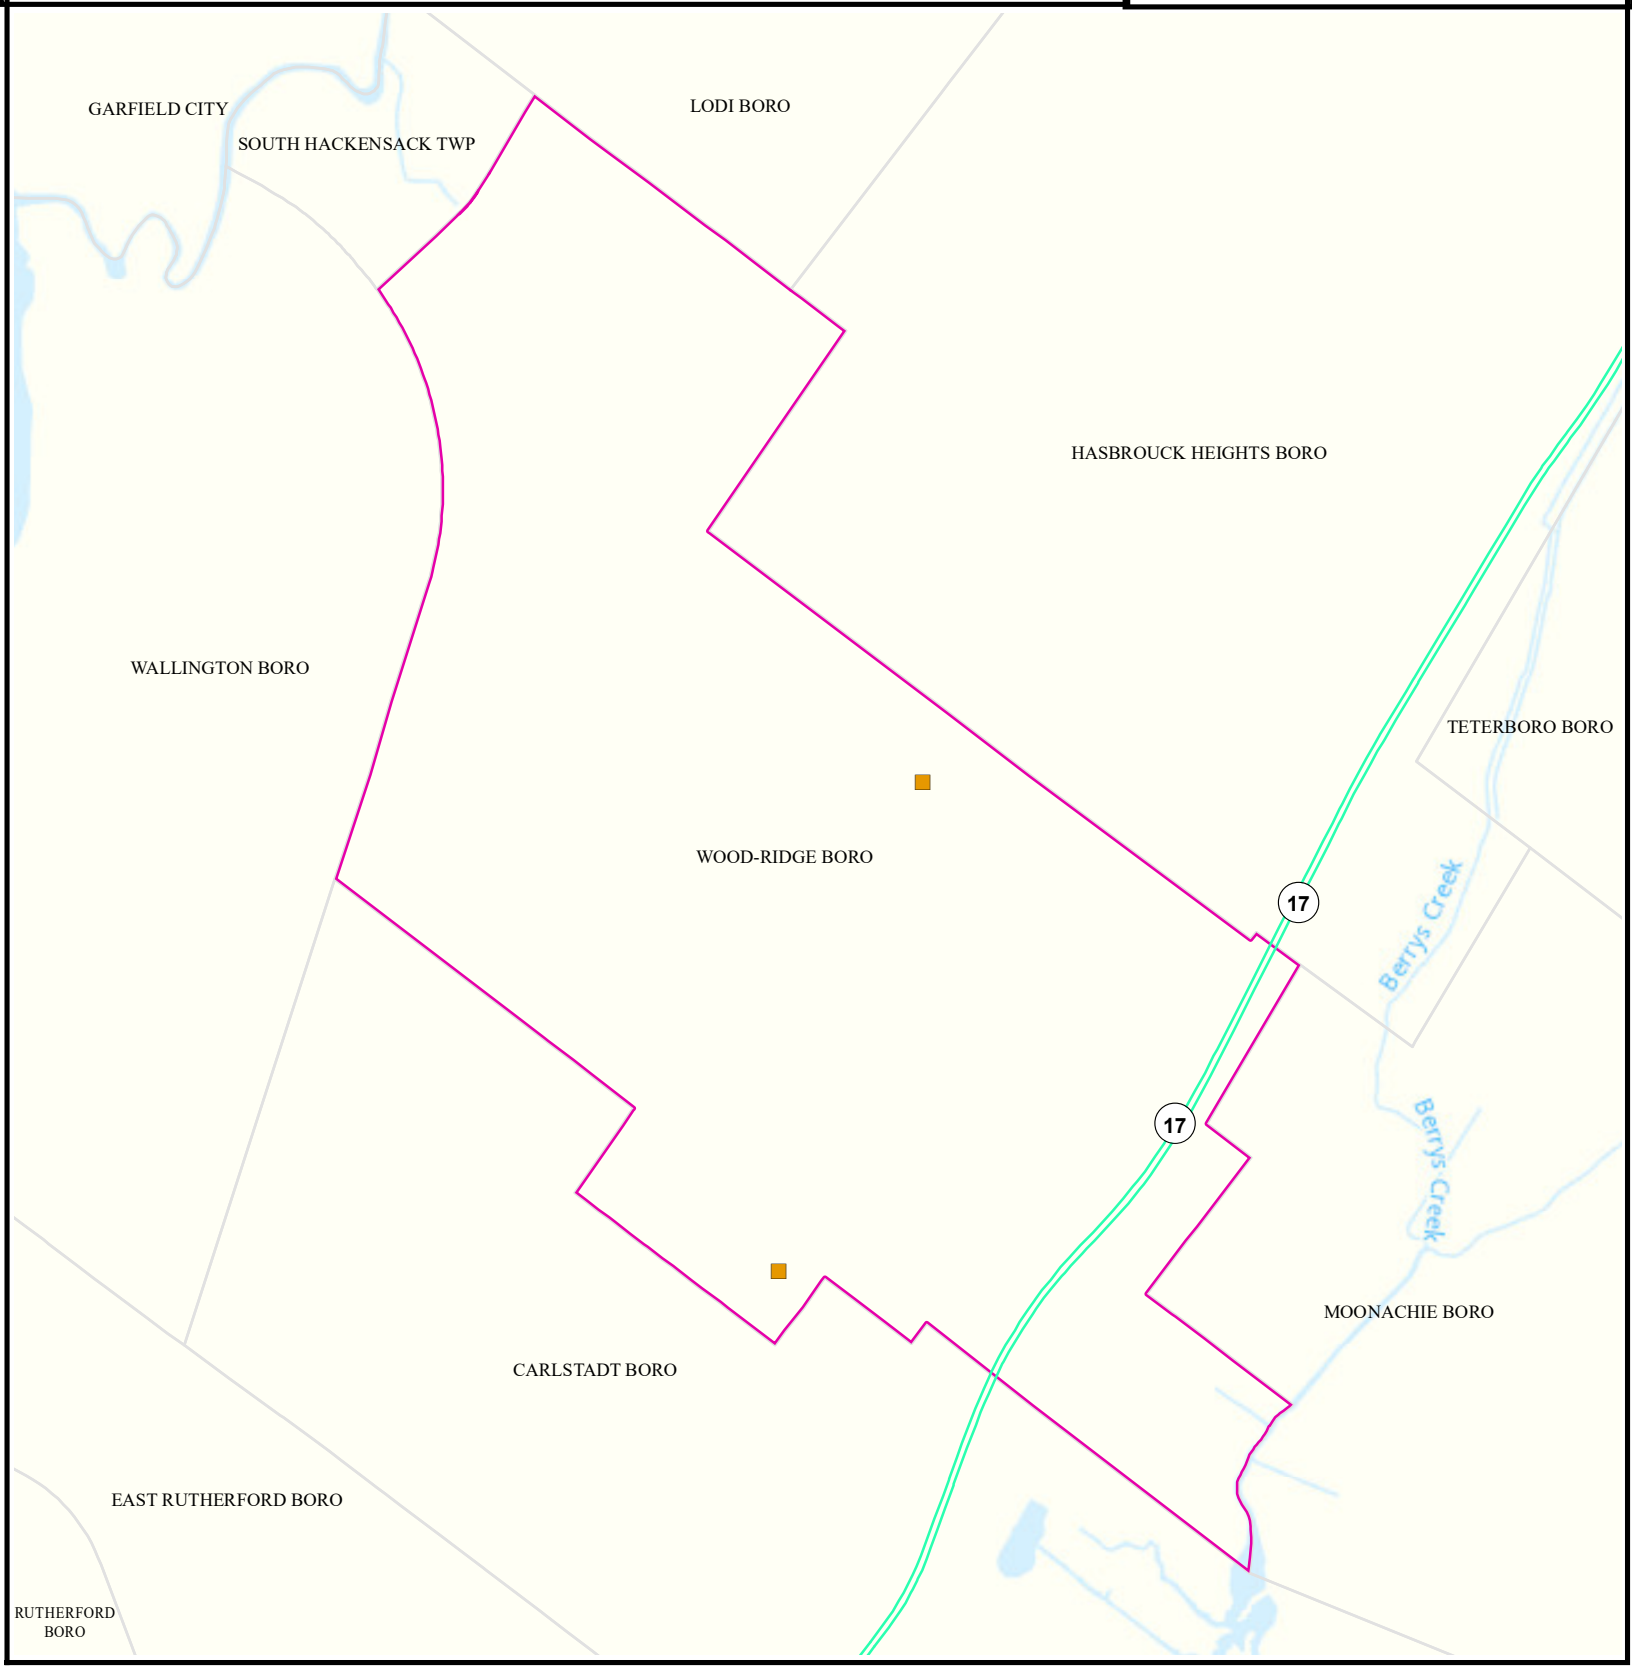 LODI BORO
GARFIELD CITY
SOUTH HACKENSACK TWP
HASBROUCK HEIGHTS BORO
WALLINGTON BORO
TETERBORO BORO
WOOD-RIDGE BORO
17
Berrys Creek
17
Berrys Creek
MOONACHIE BORO
CARLSTADT BORO
EAST RUTHERFORD BORO
RUTHERFORD
BORO